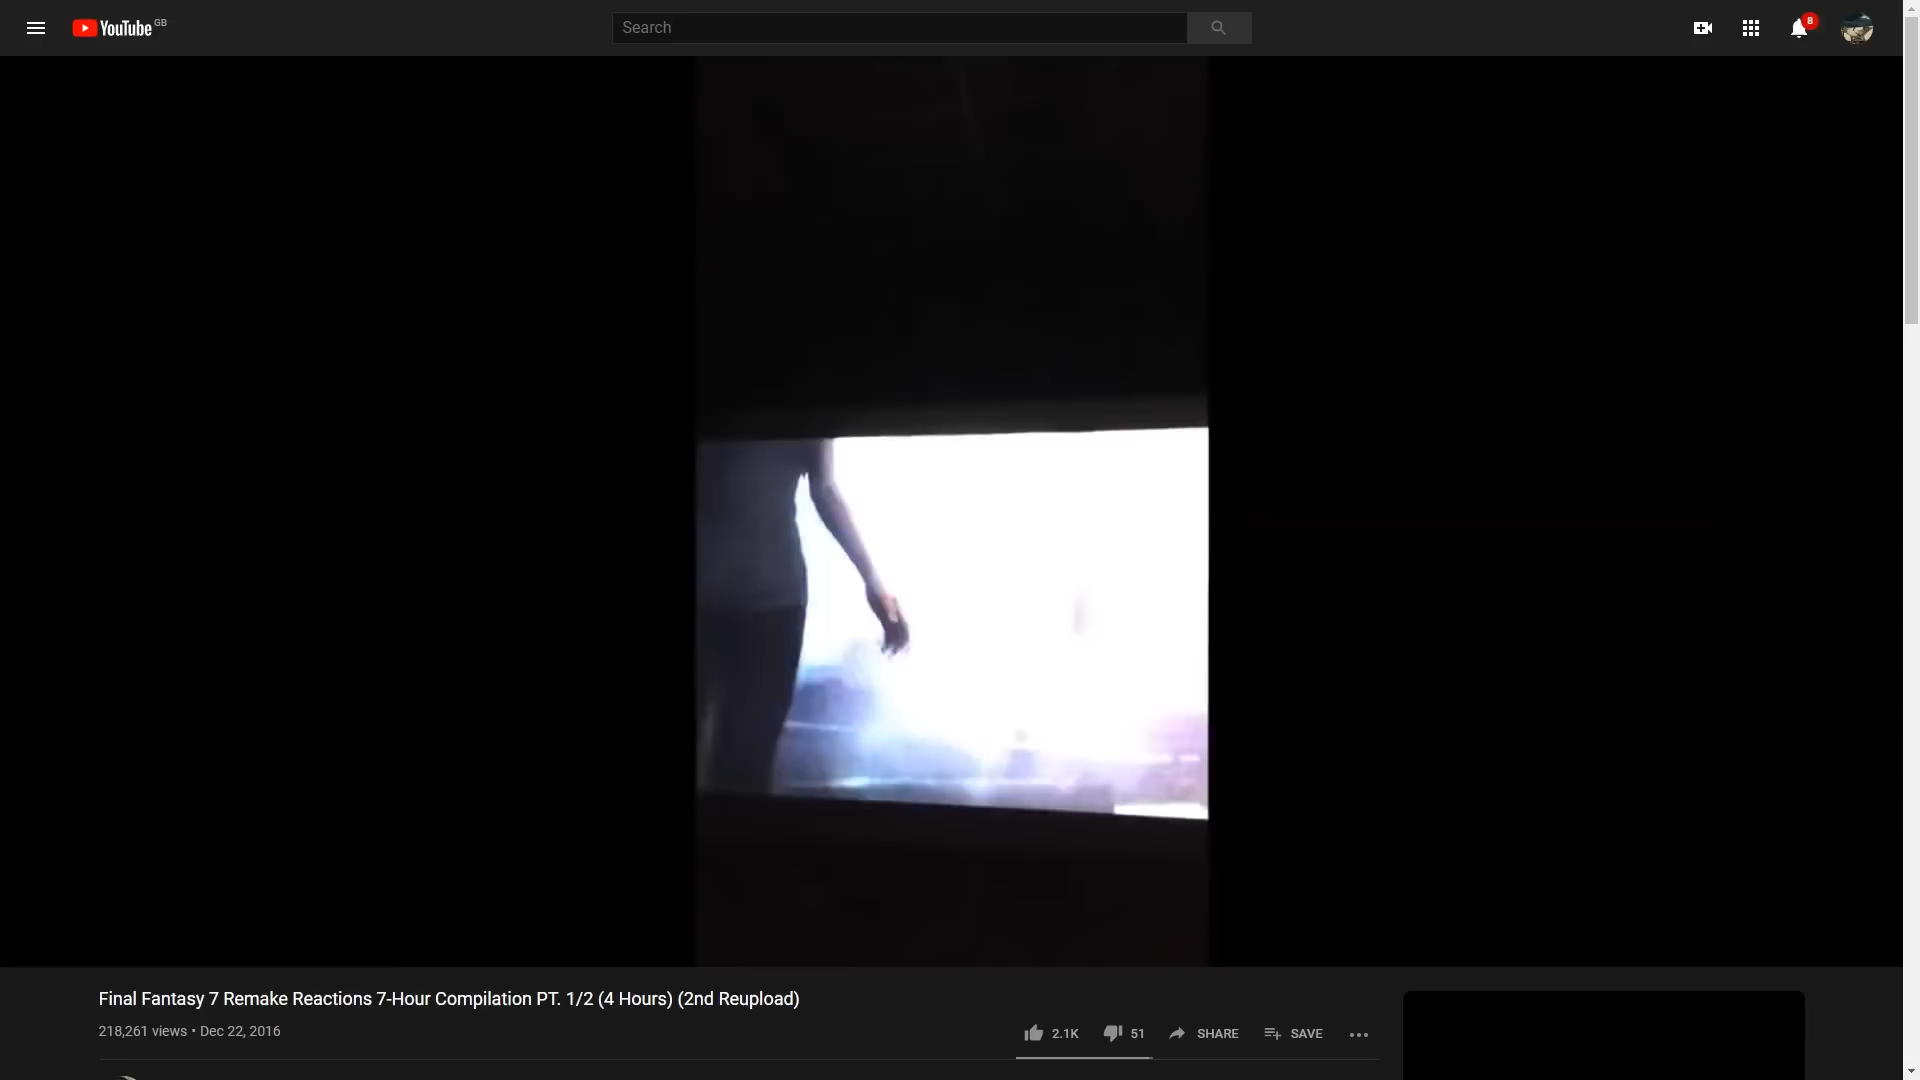 YouTube GB
Search
8
Final Fantasy 7 Remake Reactions 7-Hour Compilation PT. 1/2 (4 Hours) (2nd Reupload)
218,261 views • Dec 22, 2016
2.1K
51
SHARE
SAVE